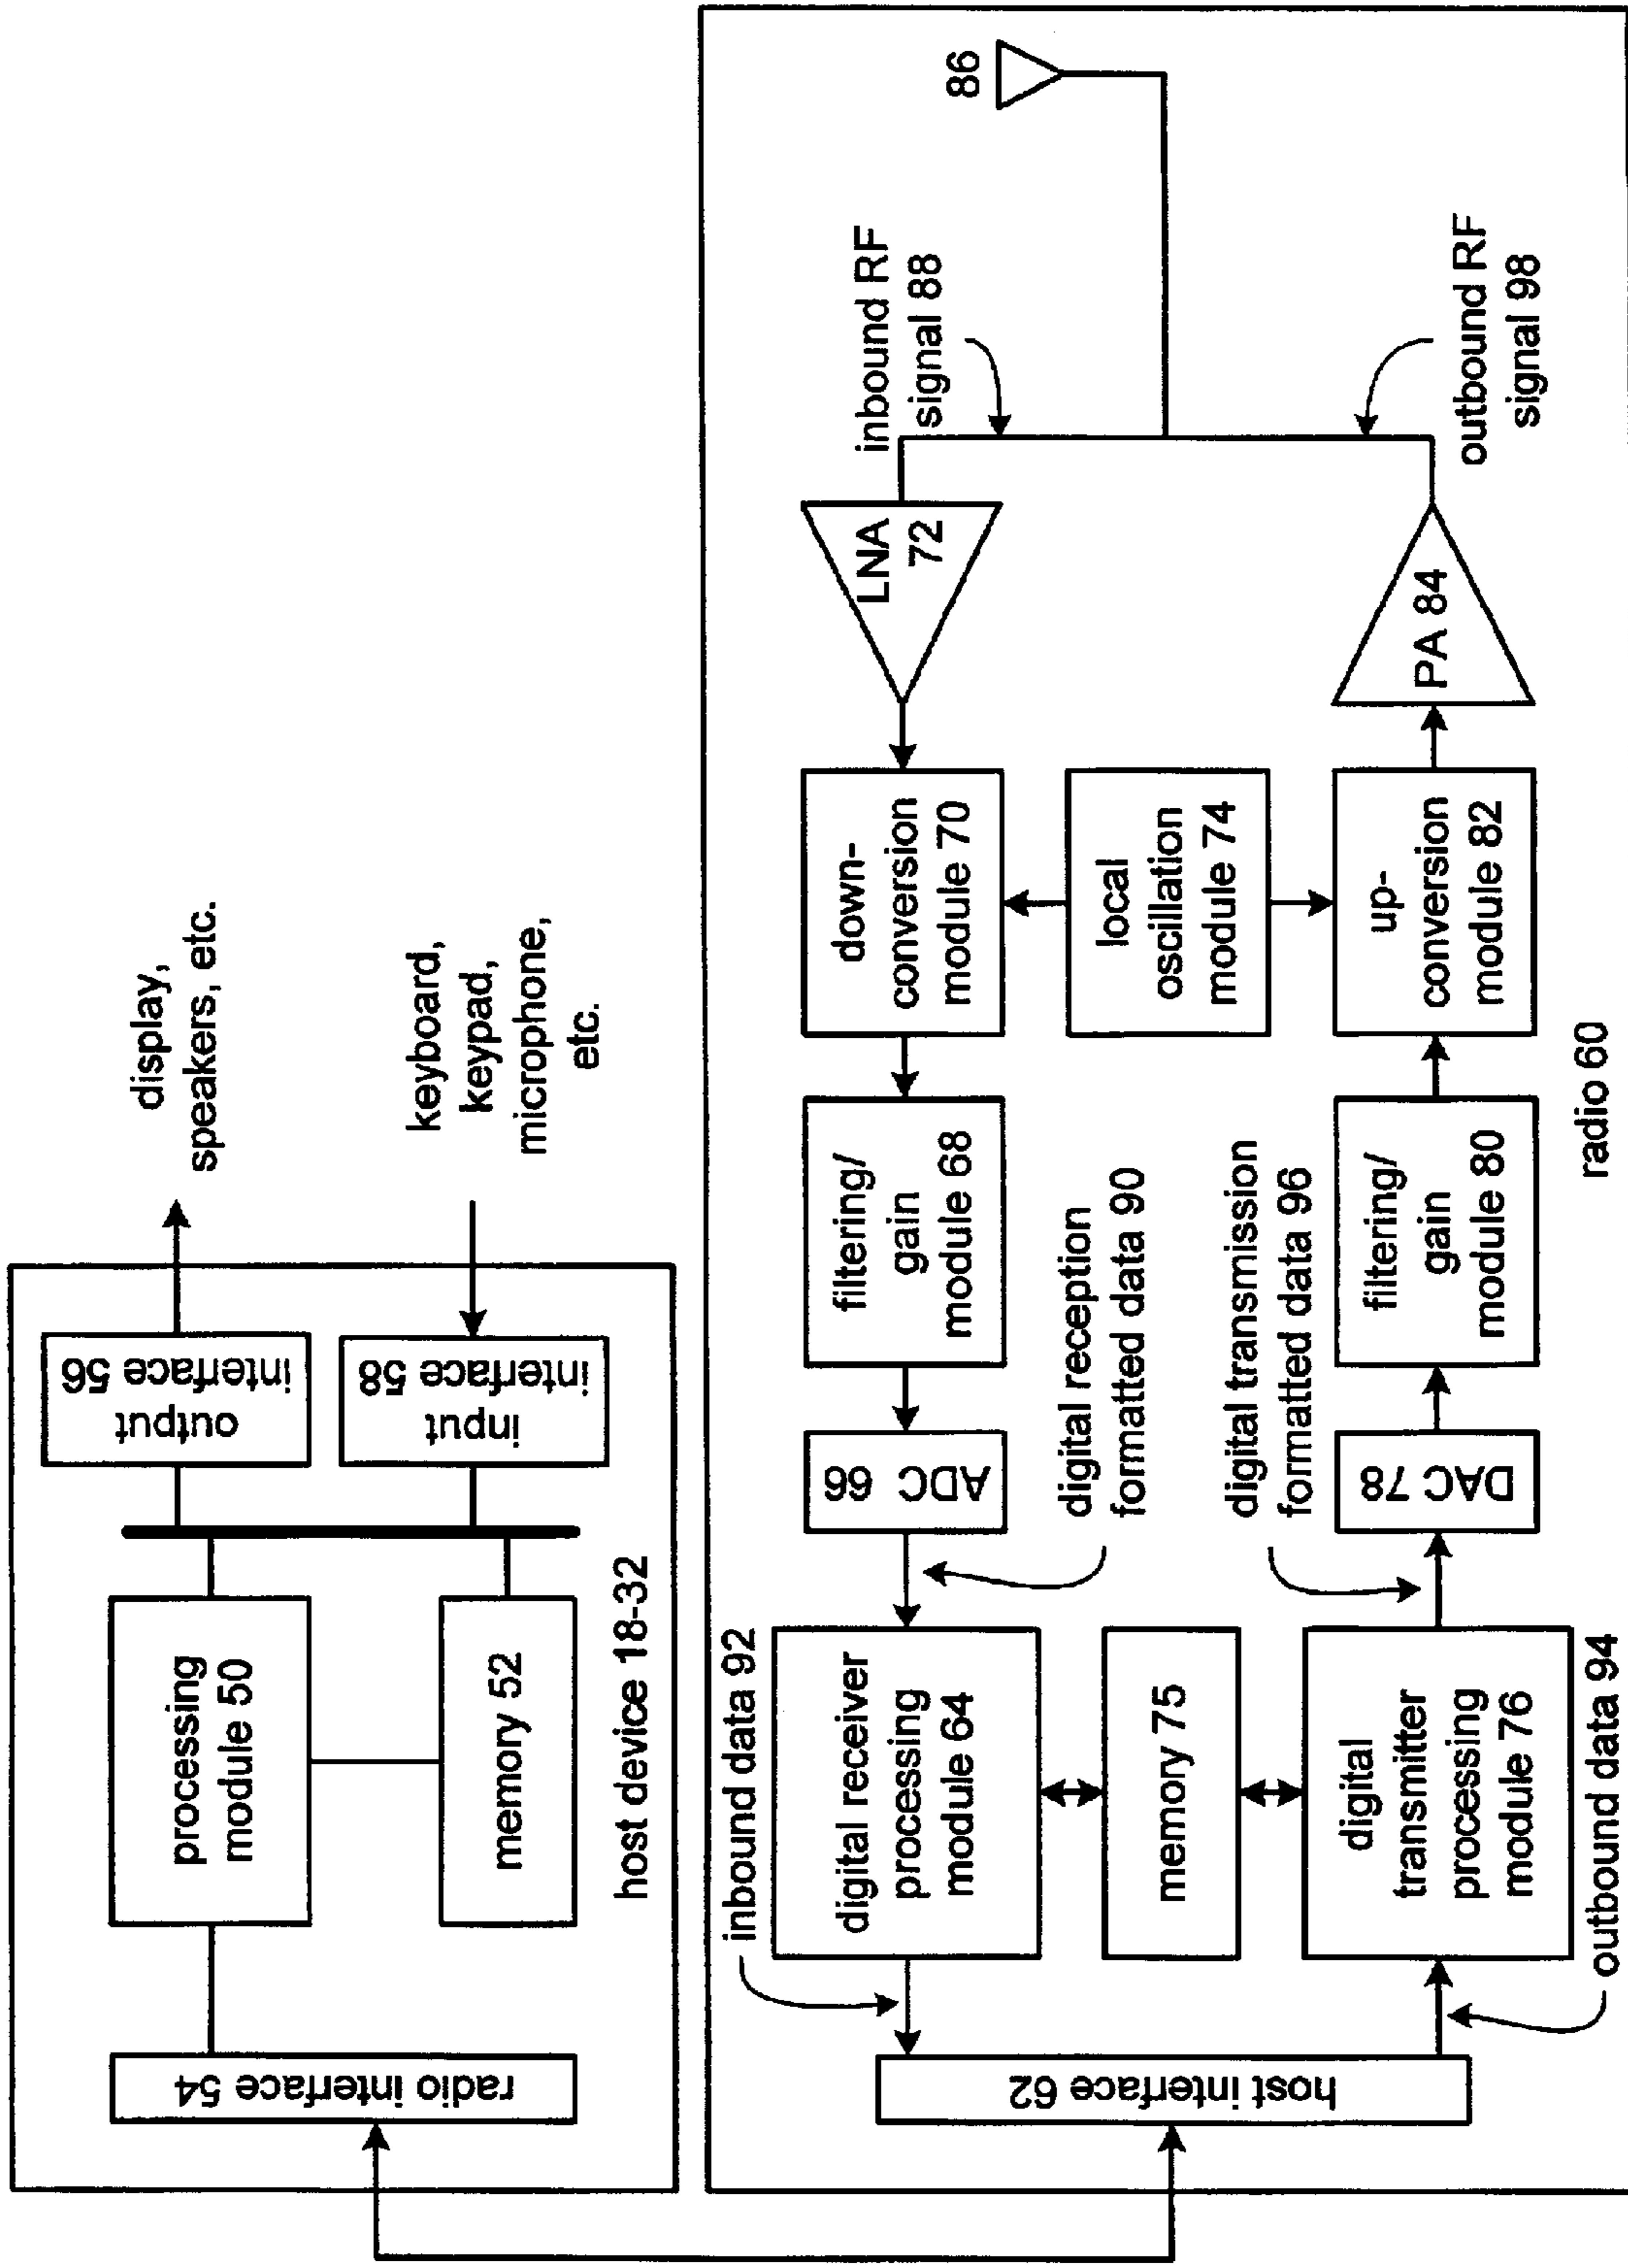 display,
speakers, etc.
keyboard,
keypad,
microphone,
etc.
output
interface 56
input
interface 58
processing
module 50
memory 52
radio interface 54
host device 18-32
86
inbound RF
signal 88
outbound RF
signal 98
LNA
72
PA 84
down-
conversion
module 70
local
oscillation
module 74
up-
conversion
module 82
filtering/
gain
module 68
filtering/
gain
module 80
radio 60
ADC 66
DAC 78
digital reception
formatted data 90
digital transmission
formatted data 96
inbound data 92
digital receiver
processing
module 64
memory 75
digital
transmitter
processing
module 76
outbound data 94
host interface 62